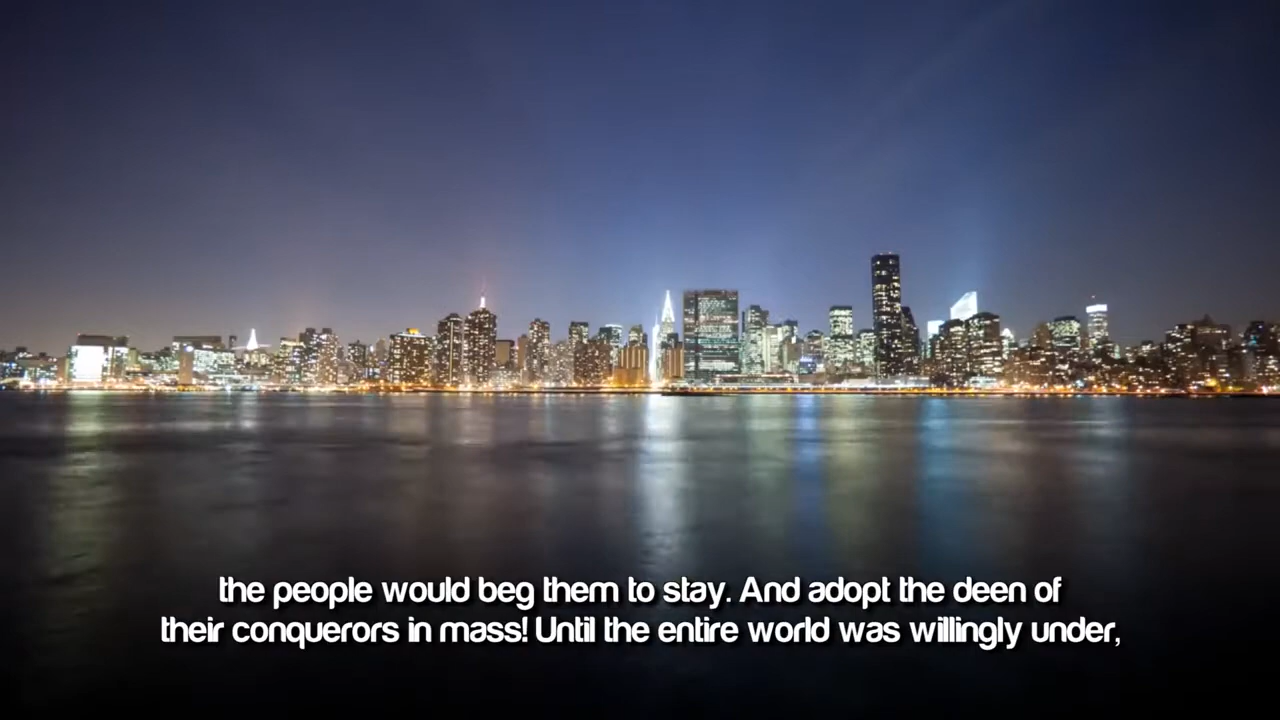 the people would beg them to stay. And adopt the deen of
their conquerors in mass! Until the entire world was willingly under,